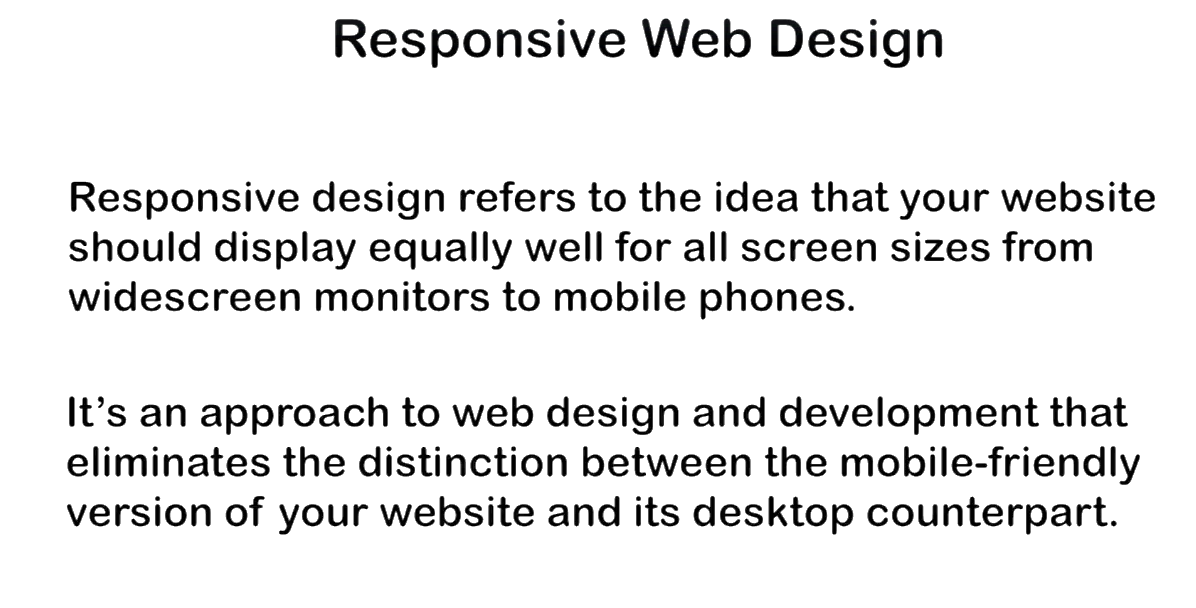 Responsive Web Design
Responsive design refers to the idea that your website
should display equally well for all screen sizes from
widescreen monitors to mobile phones.
It’s an approach to web design and development that
eliminates the distinction between the mobile-friendly
version of your website and its desktop counterpart.